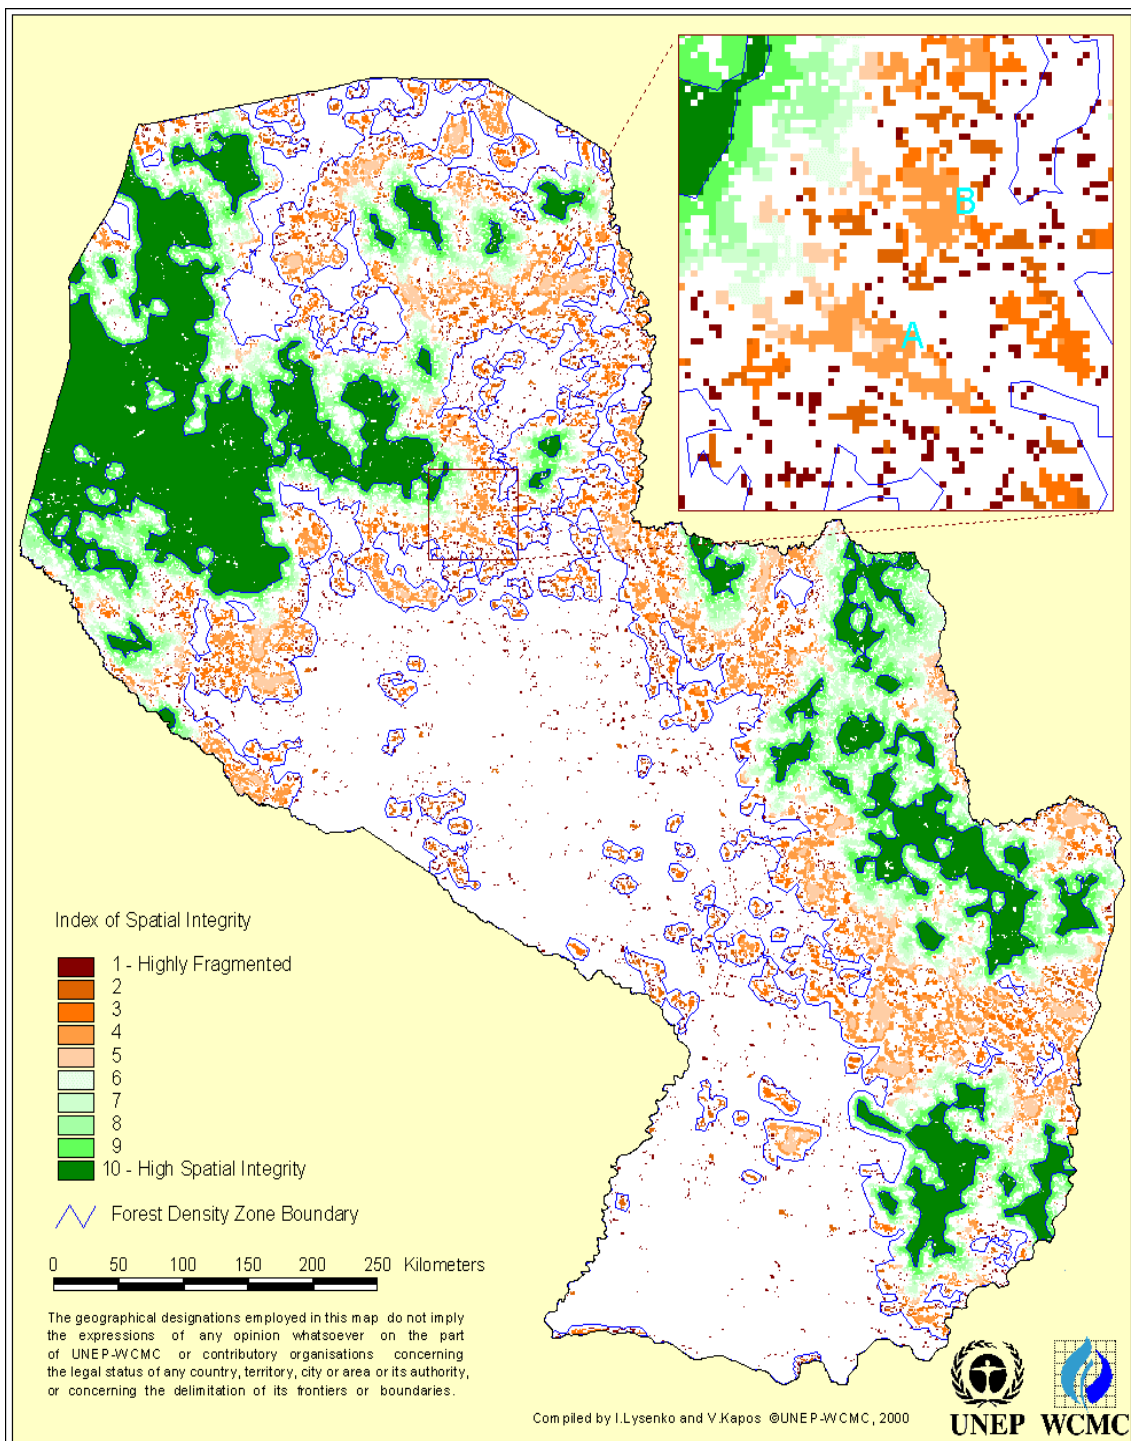 B
A
Index of Spatial Integrity
1 - Highly Fragmented
2
3
4
5
6
7
8
9
10 - High Spatial Integrity
Forest Density Zone Boundary
0 50 100 150 200 250 Kilometers
The geographical designations employed in this map do not imply
the expressions of any opinion whatsoever on the part
of UNEP-WCMC or contributory organisations concerning
the legal status of any country, territory, city or area or its authority,
or concerning the delimitation of its frontiers or boundaries.
Compiled by I.Lysenko and V.Kapos ©UNEP-WCMC, 2000
UNEP WCMC